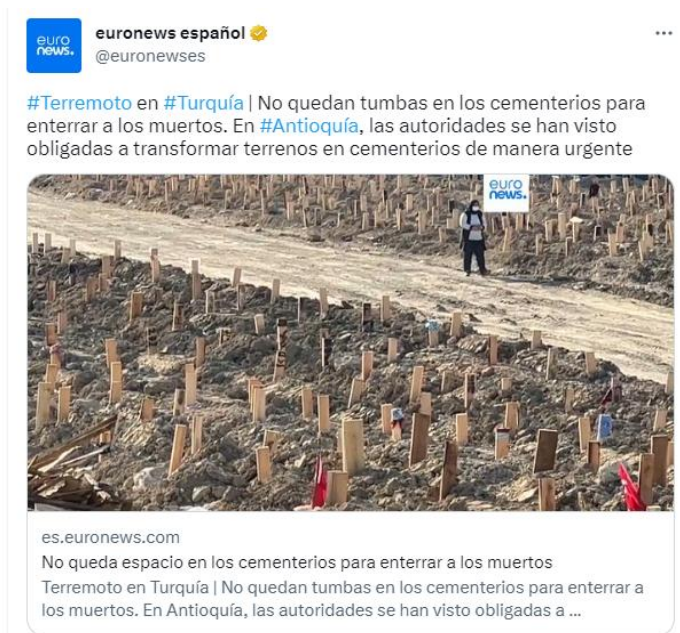 euro
news.
euronews español
@euronewses
#Terremoto en #Turquía | No quedan tumbas en los cementerios para
enterrar a los muertos. En #Antioquía, las autoridades se han visto
obligadas a transformar terrenos en cementerios de manera urgente
euro
news.
es.euronews.com
No queda espacio en los cementerios para enterrar a los muertos
Terremoto en Turquía | No quedan tumbas en los cementerios para enterrar a
los muertos. En Antioquía, las autoridades se han visto obligadas a ...